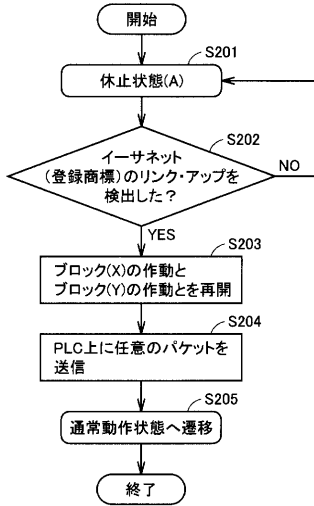 開始
S201
休止状態(A)
S202
イーサネット
(登録商標)のリンク・アップを
検出した?
NO
YES
S203
ブロック(X)の作動と
ブロック(Y)の作動とを再開
S204
PLC上に任意のパケットを
送信
S205
通常動作状態へ遷移
終了